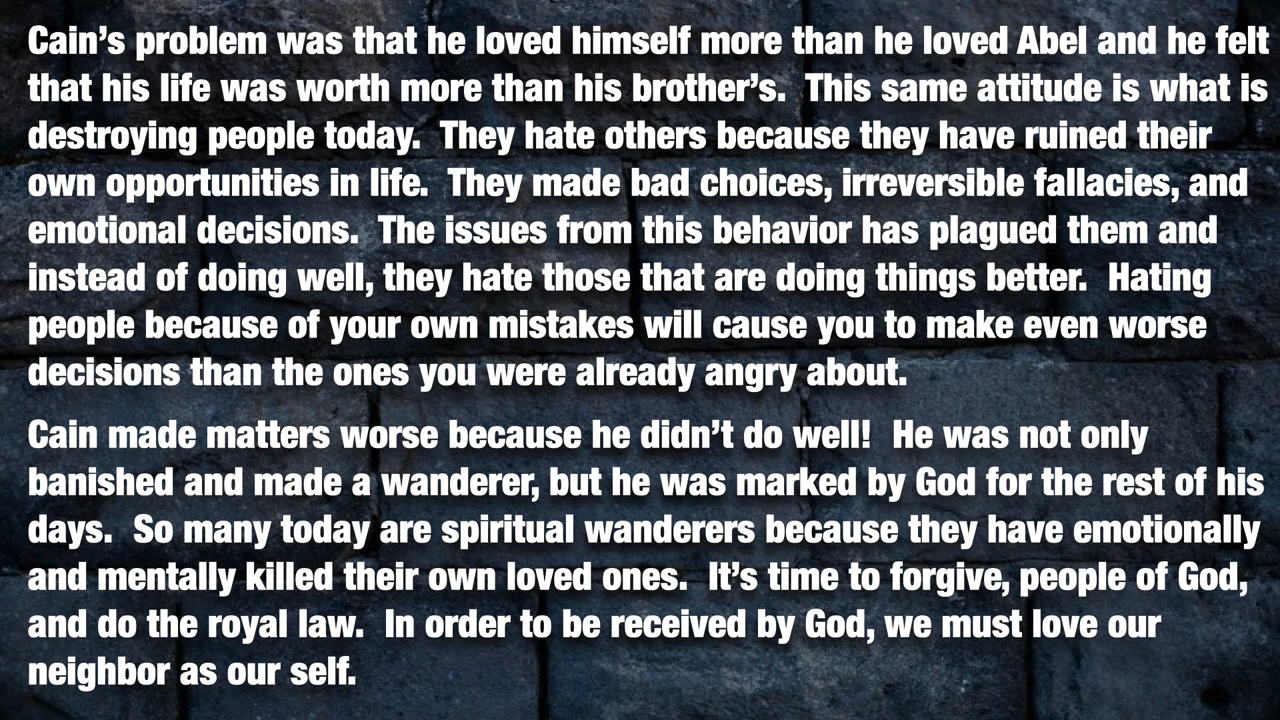 Cain’s problem was that he loved himself more than he loved Abel and he felt
that his life was worth more than his brother’s.  This same attitude is what is
destroying people today.  They hate others because they have ruined their
own opportunities in life.  They made bad choices, irreversible fallacies, and
emotional decisions.  The issues from this behavior has plagued them and
instead of doing well, they hate those that are doing things better.  Hating
people because of your own mistakes will cause you to make even worse
decisions than the ones you were already angry about.
Cain made matters worse because he didn’t do well!  He was not only
banished and made a wanderer, but he was marked by God for the rest of his
days.  So many today are spiritual wanderers because they have emotionally
and mentally killed their own loved ones.  It’s time to forgive, people of God,
and do the royal law.  In order to be received by God, we must love our
neighbor as our self.